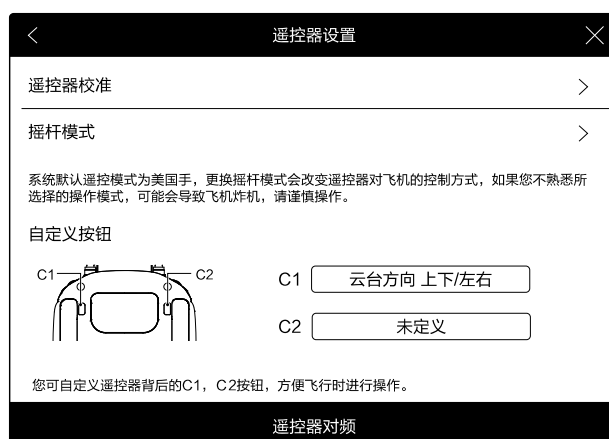 遥控器设置
遥控器校准
摇杆模式
系统默认遥控模式为美国手，更换摇杆模式会改变遥控器对飞机的控制方式，如果您不熟悉所
选择的操作模式，可能会导致飞机炸机，请谨慎操作。
自定义按钮
C1 C2
C1 云台方向 上下/左右
C2 未定义
您可自定义遥控器背后的C1，C2按钮，方便飞行时进行操作。
遥控器对频